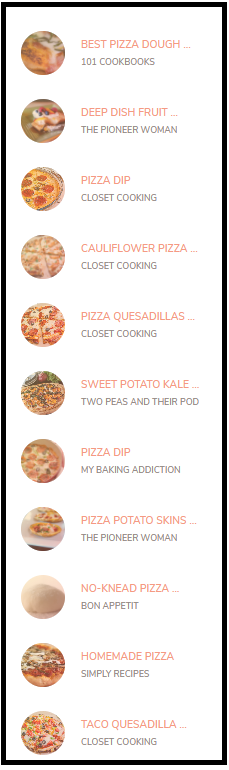 BEST PIZZA DOUGH ...
101 COOKBOOKS
DEEP DISH FRUIT ...
THE PIONEER WOMAN
PIZZA DIP
CLOSET COOKING
CAULIFLOWER PIZZA ...
CLOSET COOKING
PIZZA QUESADILLAS ...
CLOSET COOKING
SWEET POTATO KALE ...
TWO PEAS AND THEIR POD
PIZZA DIP
MY BAKING ADDICTION
PIZZA POTATO SKINS ...
THE PIONEER WOMAN
NO-KNEAD PIZZA ...
BON APPETIT
HOMEMADE PIZZA
SIMPLY RECIPES
TACO QUESADILLA ...
CLOSET COOKING